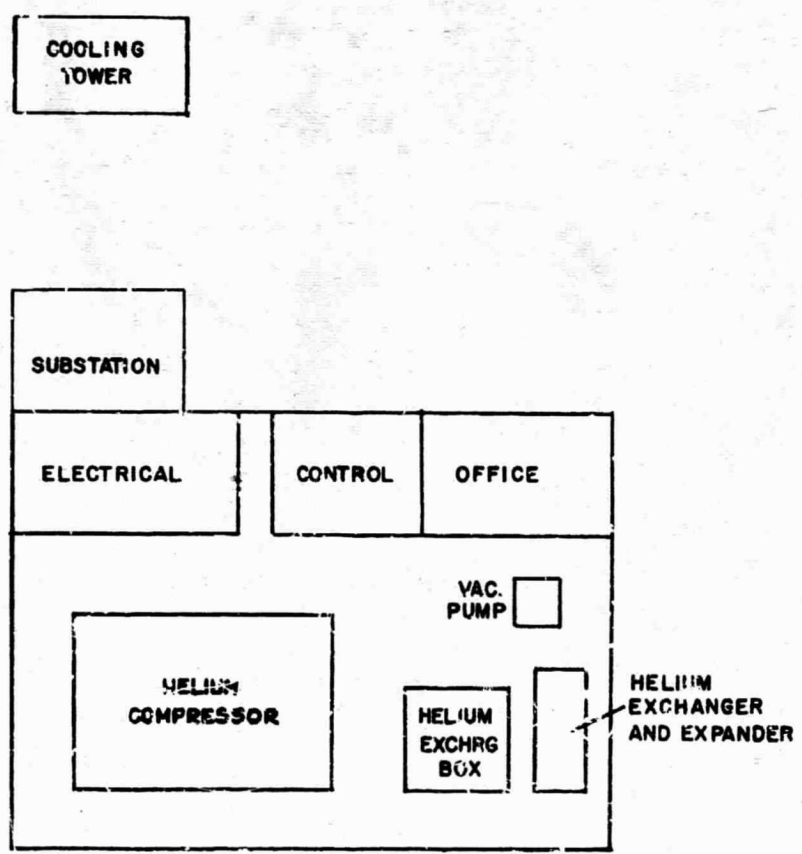 COOLING
TOWER
SUBSTATION
ELECTRICAL
CONTROL
OFFICE
VAC.
PUMP
HELIUM
COMPRESSOR
HELIUM
EXCHRG
BOX
HELIUM
EXCHANGER
AND EXPANDER